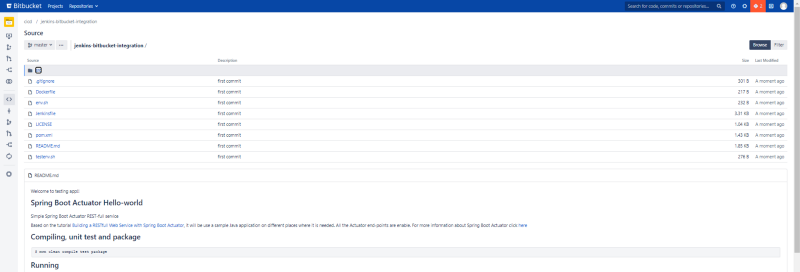 Bitbucket Projects Repositories Search for code, commits or repositories... 2
cicd / jenkins-bitbucket-integration
Source
master ... jenkins-bitbucket-integration /
Browse Filter
Source Description Size Last Modified
src
.gitignore first commit 301 B A moment ago
Dockerfile first commit 217 B A moment ago
env.sh first commit 232 B A moment ago
Jenkinsfile first commit 3.31 KB A moment ago
LICENSE first commit 1.04 KB A moment ago
pom.xml first commit 1.43 KB A moment ago
README.md first commit 1.85 KB A moment ago
testenv.sh first commit 276 B A moment ago
README.md
Welcome to testing app!
Spring Boot Actuator Hello-world
Simple Spring Boot Actuator REST-full service
Based on the tutorial Building a RESTfull Web Service with Spring Boot Actuator, it will be use a sample java application on different places where it is needed. All the Actuator end-points are enable. For more information about Spring Boot Actuator click here
Compiling, unit test and package
$ mvn clean compile test package
Running